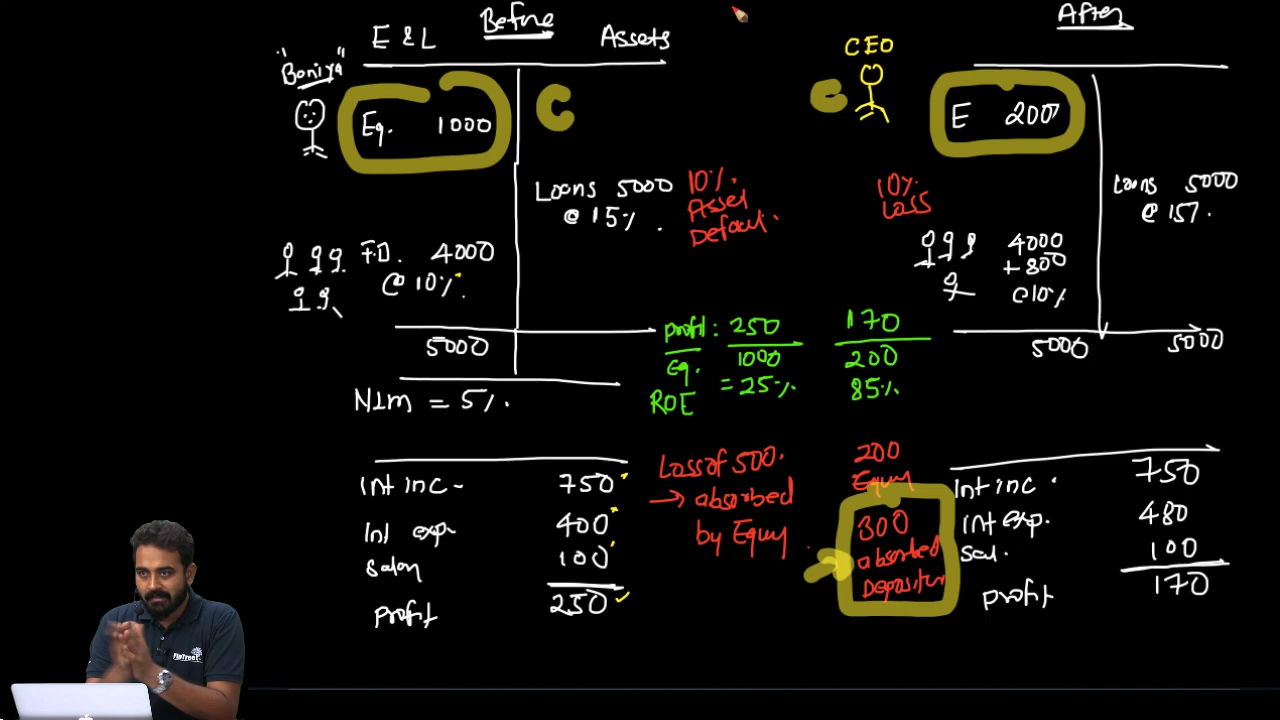 Before
E & L
Assets
"Baniya"
Eq. 1000
Loans 5000
@ 15%.
10%.
Asset
Default.
F.D. 4000
@ 10%.
5000
NIM = 5%.
Int inc - 750
Int exp. 400
Salary 100
profit 250
profit : 250 170
Eq. 1000 200
ROE = 25%. 85%
Loss of 500.
→ absorbed
by Equity
200
Equity
300
absorbed
Depositor
After
CEO
E 200
10%
Loss
Loans 5000
@ 15%.
4000
+ 800
@10%
5000 5000
Int inc. 750
int exp. 480
Sal. 100
profit 170
FinTree